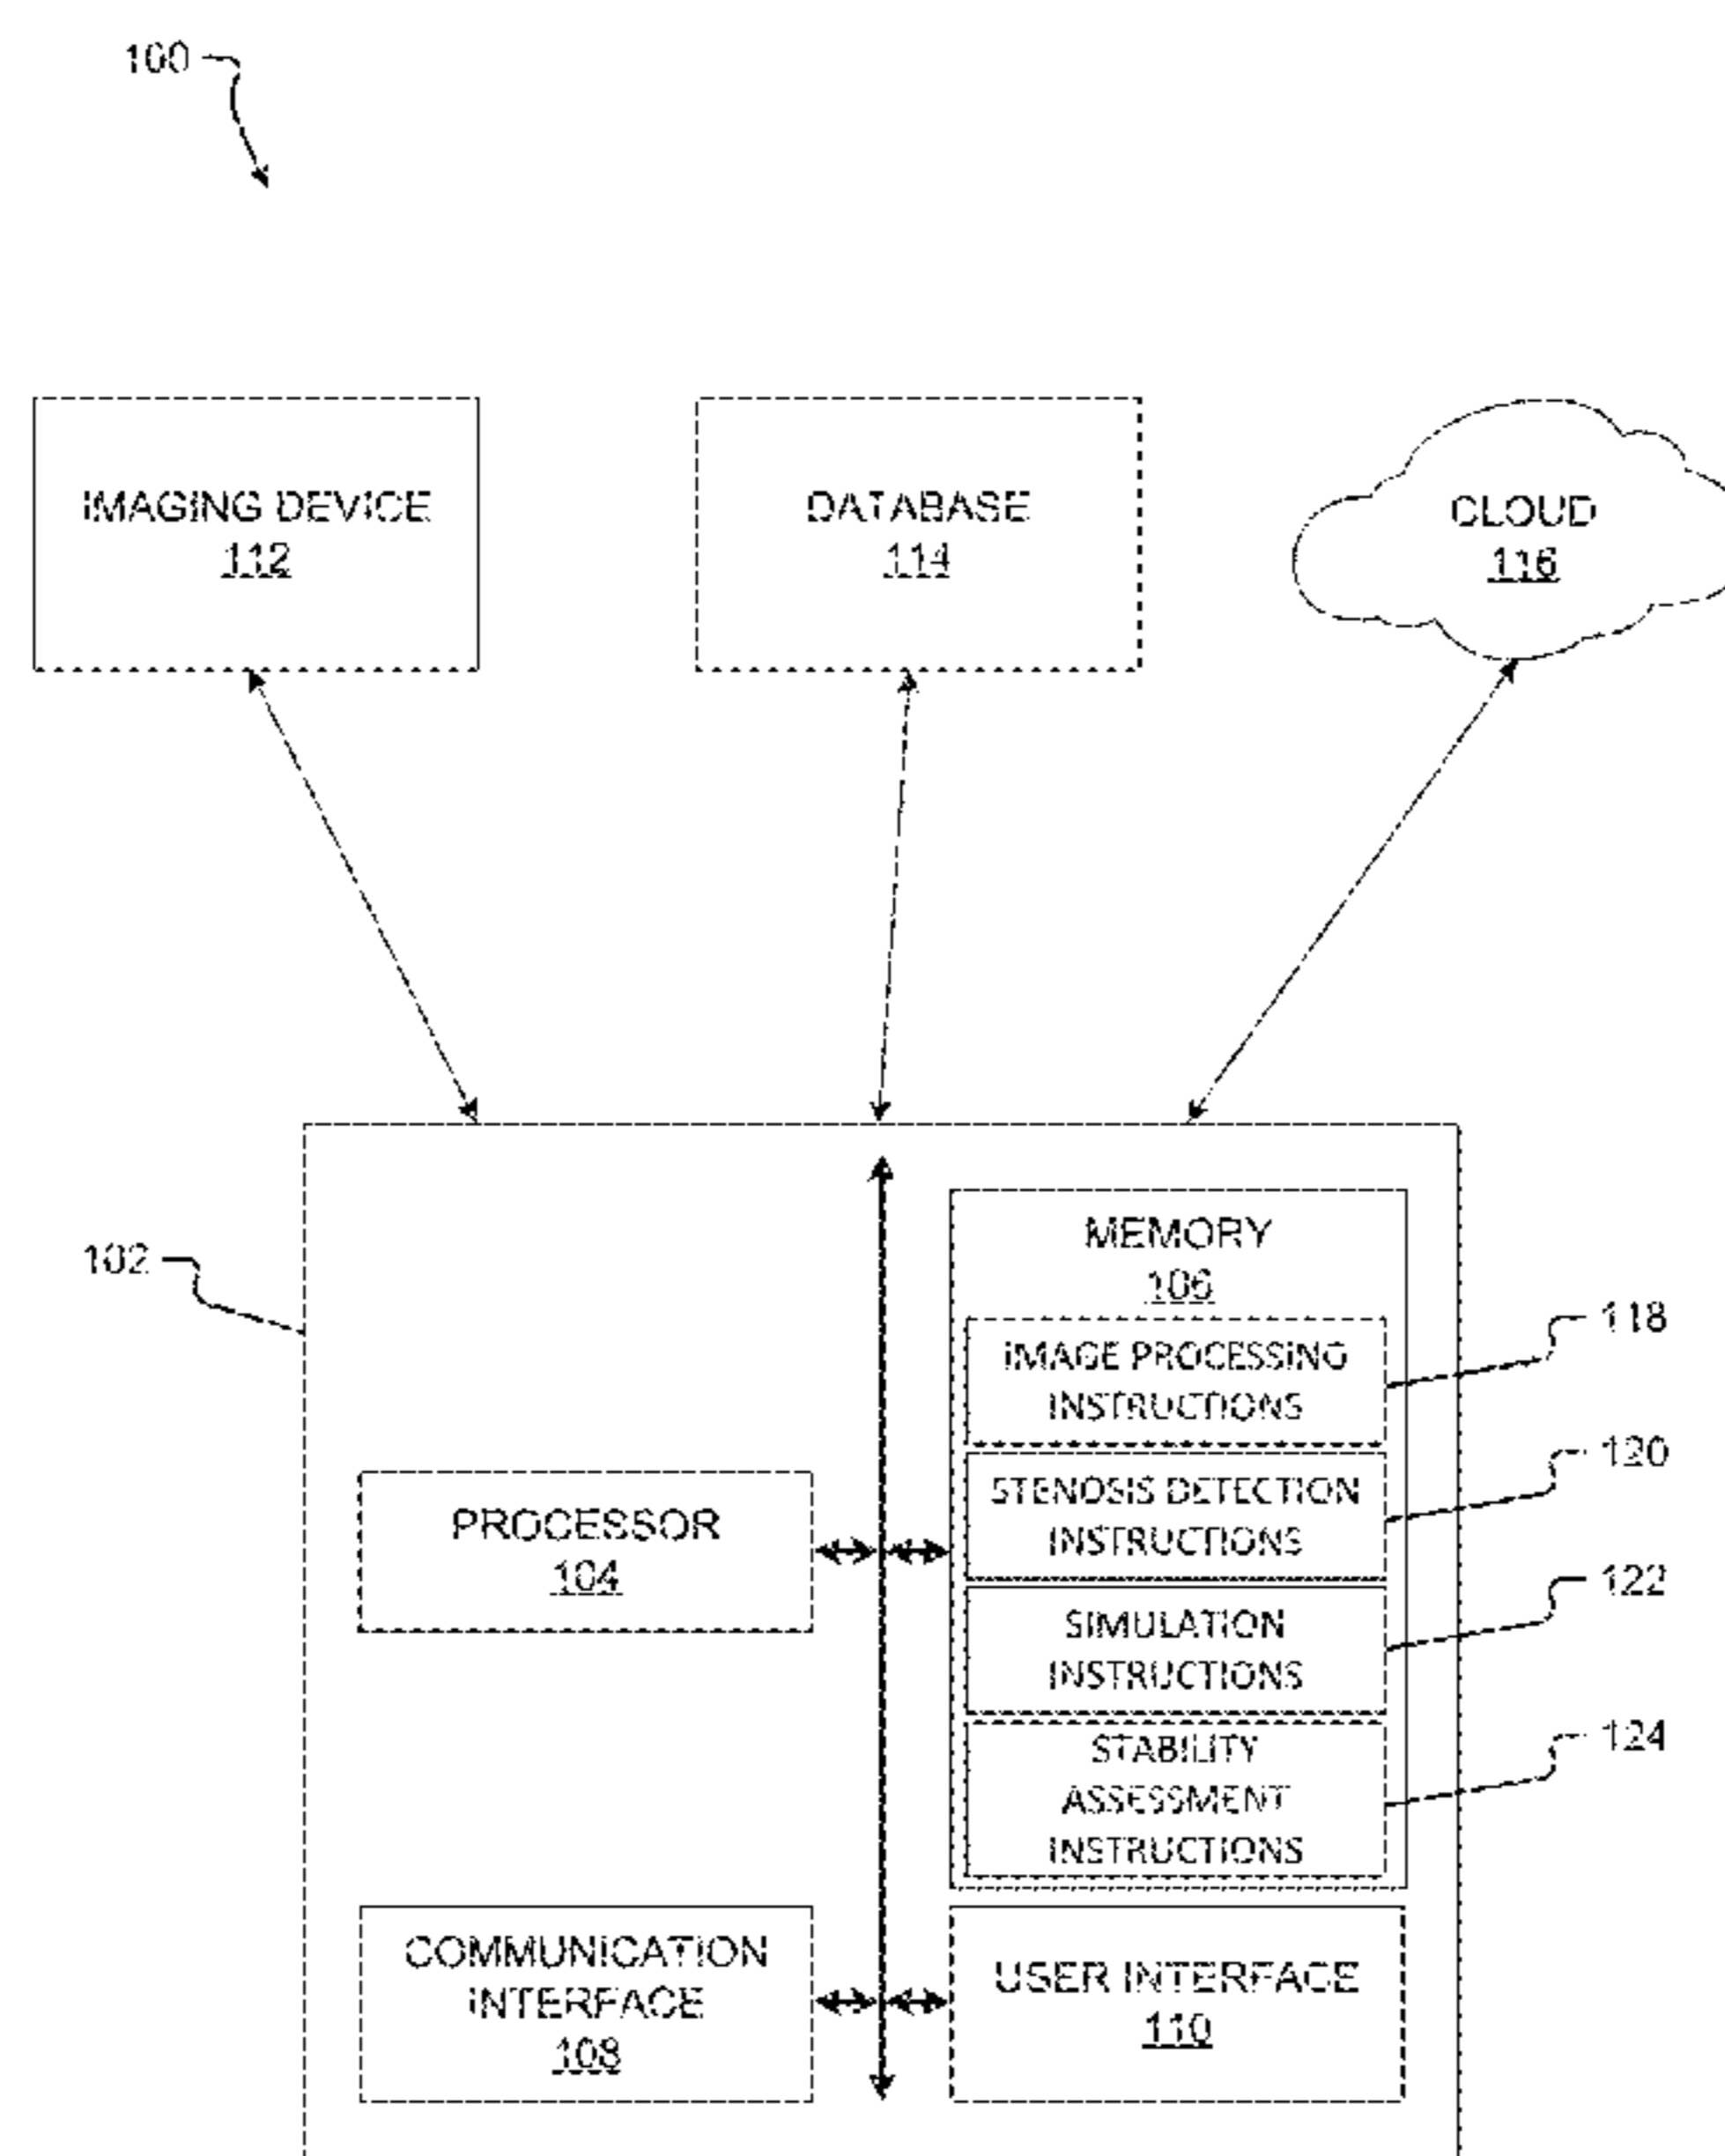 100
IMAGING DEVICE
112
DATABASE
114
CLOUD
116
102
MEMORY
106
IMAGE PROCESSING
INSTRUCTIONS
118
STENOSIS DETECTION
INSTRUCTIONS
120
PROCESSOR
104
SIMULATION
INSTRUCTIONS
122
STABILITY
ASSESSMENT
INSTRUCTIONS
124
COMMUNICATION
INTERFACE
108
USER INTERFACE
110